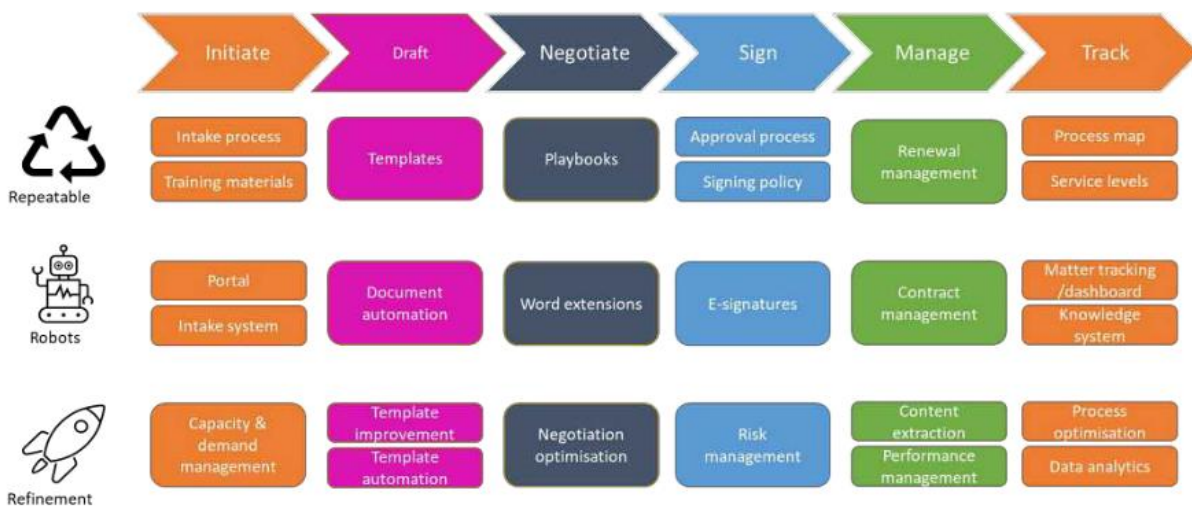 Initiate
Draft
Negotiate
Sign
Manage
Track
Repeatable
Intake process
Training materials
Templates
Playbooks
Approval process
Signing policy
Renewal
management
Process map
Service levels
Robots
Portal
Intake system
Document
automation
Word extensions
E-signatures
Contract
management
Matter tracking
/dashboard
Knowledge
system
Refinement
Capacity &
demand
management
Template
improvement
Template
automation
Negotiation
optimisation
Risk
management
Content
extraction
Performance
management
Process
optimisation
Data analytics